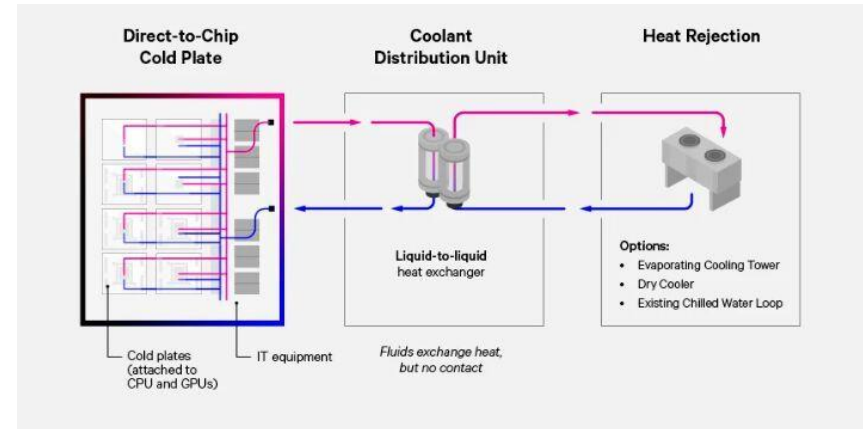 Direct-to-Chip
Cold Plate
Coolant
Distribution Unit
Heat Rejection
Liquid-to-liquid
heat exchanger
Options:
• Evaporating Cooling Tower
• Dry Cooler
• Existing Chilled Water Loop
Cold plates
(attached to
CPU and GPUs)
IT equipment
Fluids exchange heat,
but no contact